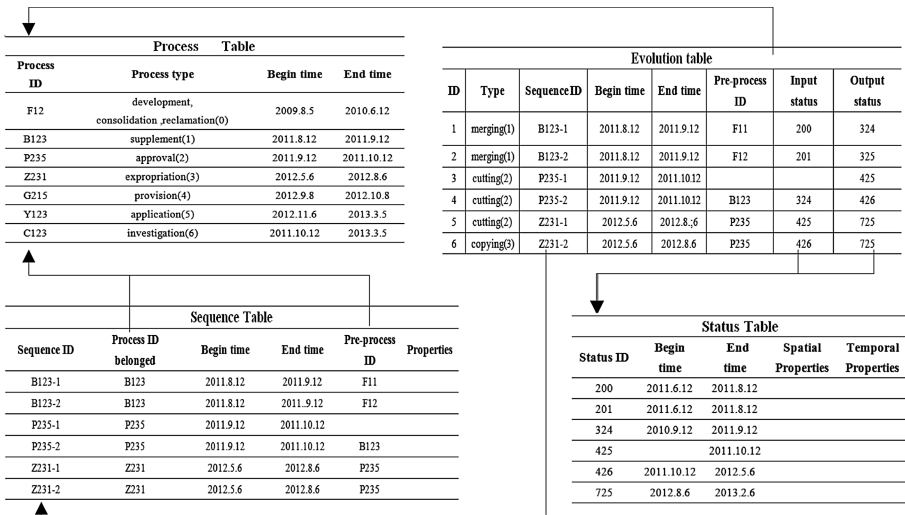 Process Table
Process ID Process type Begin time End time
F12 development, consolidation ,reclamation(0) 2009.8.5 2010.6.12
B123 supplement(1) 2011.8.12 2011.9.12
P235 approval(2) 2011.9.12 2011.10.12
Z231 expropriation(3) 2012.5.6 2012.8.6
G215 provision(4) 2012.9.8 2012.10.8
Y123 application(5) 2012.11.6 2013.3.5
C123 investigation(6) 2011.10.12 2013.3.5
Evolution table
ID Type Sequence ID Begin time End time Pre-process ID Input status Output status
1 merging(1) B123-1 2011.8.12 2011.9.12 F11 200 324
2 merging(1) B123-2 2011.8.12 2011.9.12 F12 201 325
3 cutting(2) P235-1 2011.9.12 2011.10.12 425
4 cutting(2) P235-2 2011.9.12 2011.10.12 B123 324 426
5 cutting(2) Z231-1 2012.5.6 2012.8.;6 P235 425 725
6 copying(3) Z231-2 2012.5.6 2012.8.6 P235 426 725
Sequence Table
Sequence ID Process ID belonged Begin time End time Pre-process ID Properties
B123-1 B123 2011.8.12 2011.9.12 F11
B123-2 B123 2011.8.12 2011..9.12 F12
P235-1 P235 2011.9.12 2011.10.12
P235-2 P235 2011.9.12 2011.10.12 B123
Z231-1 Z231 2012.5.6 2012.8.6 P235
Z231-2 Z231 2012.5.6 2012.8.6 P235
Status Table
Status ID Begin time End time Spatial Properties Temporal Properties
200 2011.6.12 2011.8.12
201 2011.6.12 2011.8.12
324 2010.9.12 2011.9.12
425 2011.10.12
426 2011.10.12 2012.5.6
725 2012.8.6 2013.2.6